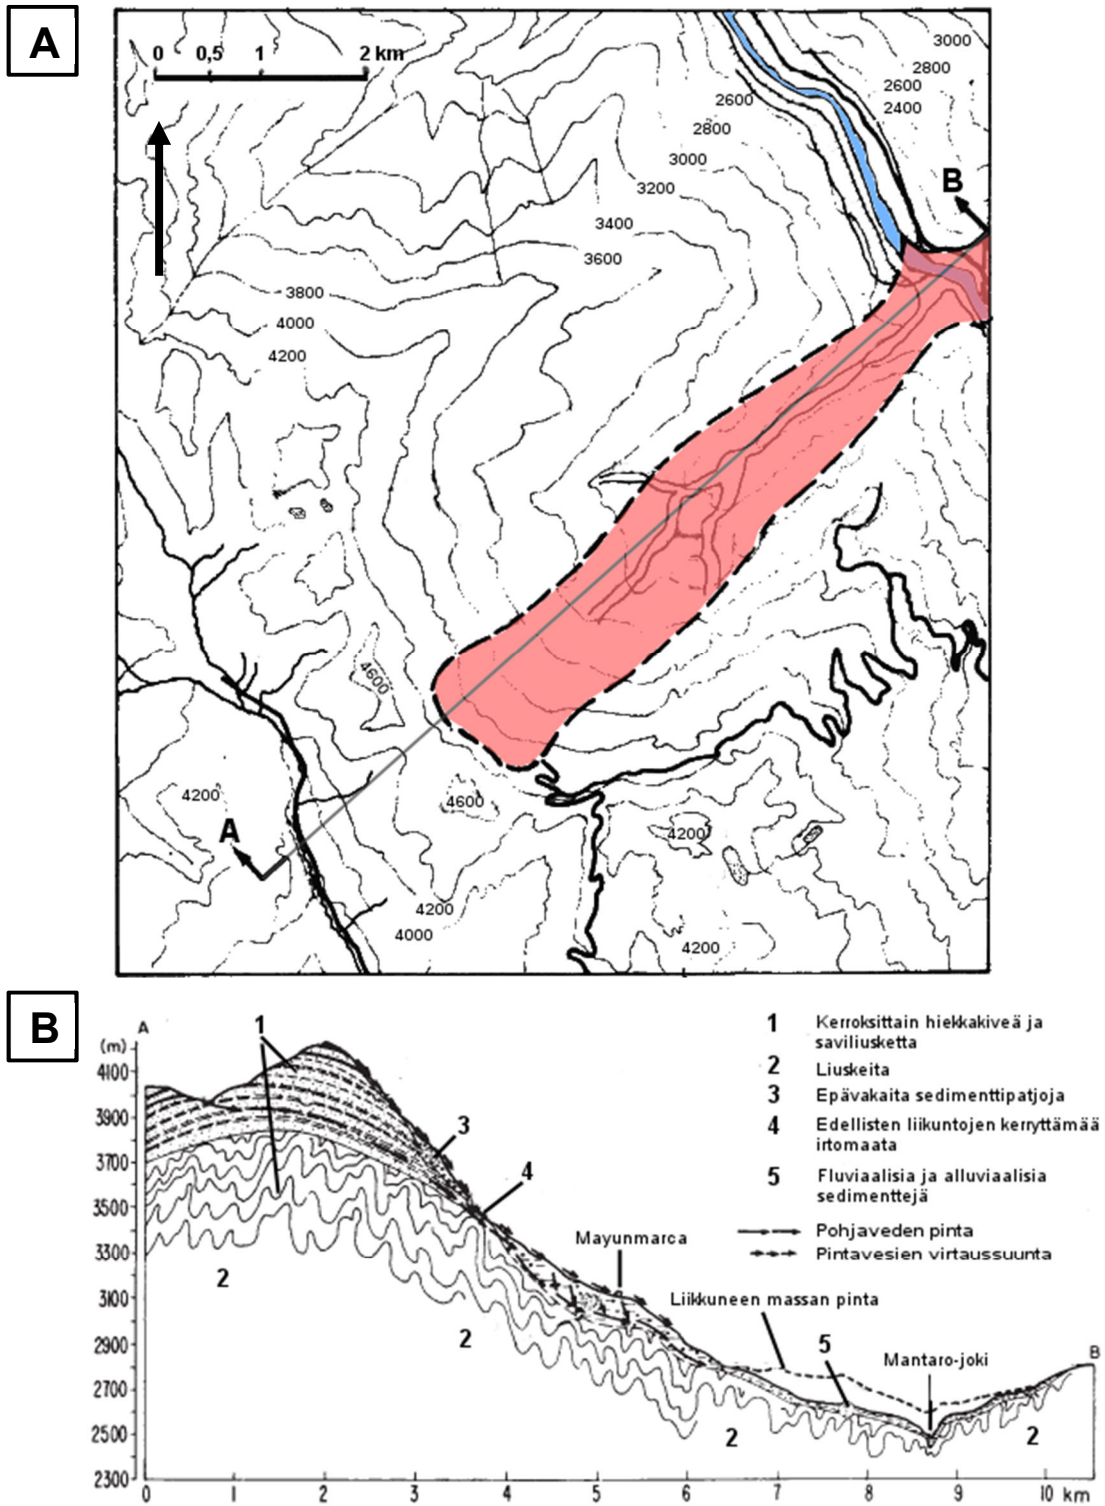 A
0 0,5 1 2 km
3000
2800
2600
2400
2600
2800
3000
3200
3400
3600
3800
4000
4200
B
4600
4200
A
4600
4200
4200
4000
4200
B
A
(m)
4100
3900
3700
3500
3300
3100
2900
2700
2500
2300
1
3
4
Mayunmarca
Liikkuneen massan pinta
5
Mantaro-joki
B
2
2
2
2
1 Kerroksittain hiekkakiveä ja
saviliusketta
2 Liuskeita
3 Epävakaita sedimenttipatjoja
4 Edellisten liikuntojen kerryttämää
irtomaata
5 Fluviaalisia ja alluviaalisia
sedimenttejä
Pohjaveden pinta
Pintavesien virtaussuunta
0 1 2 3 4 5 6 7 8 9 10 km